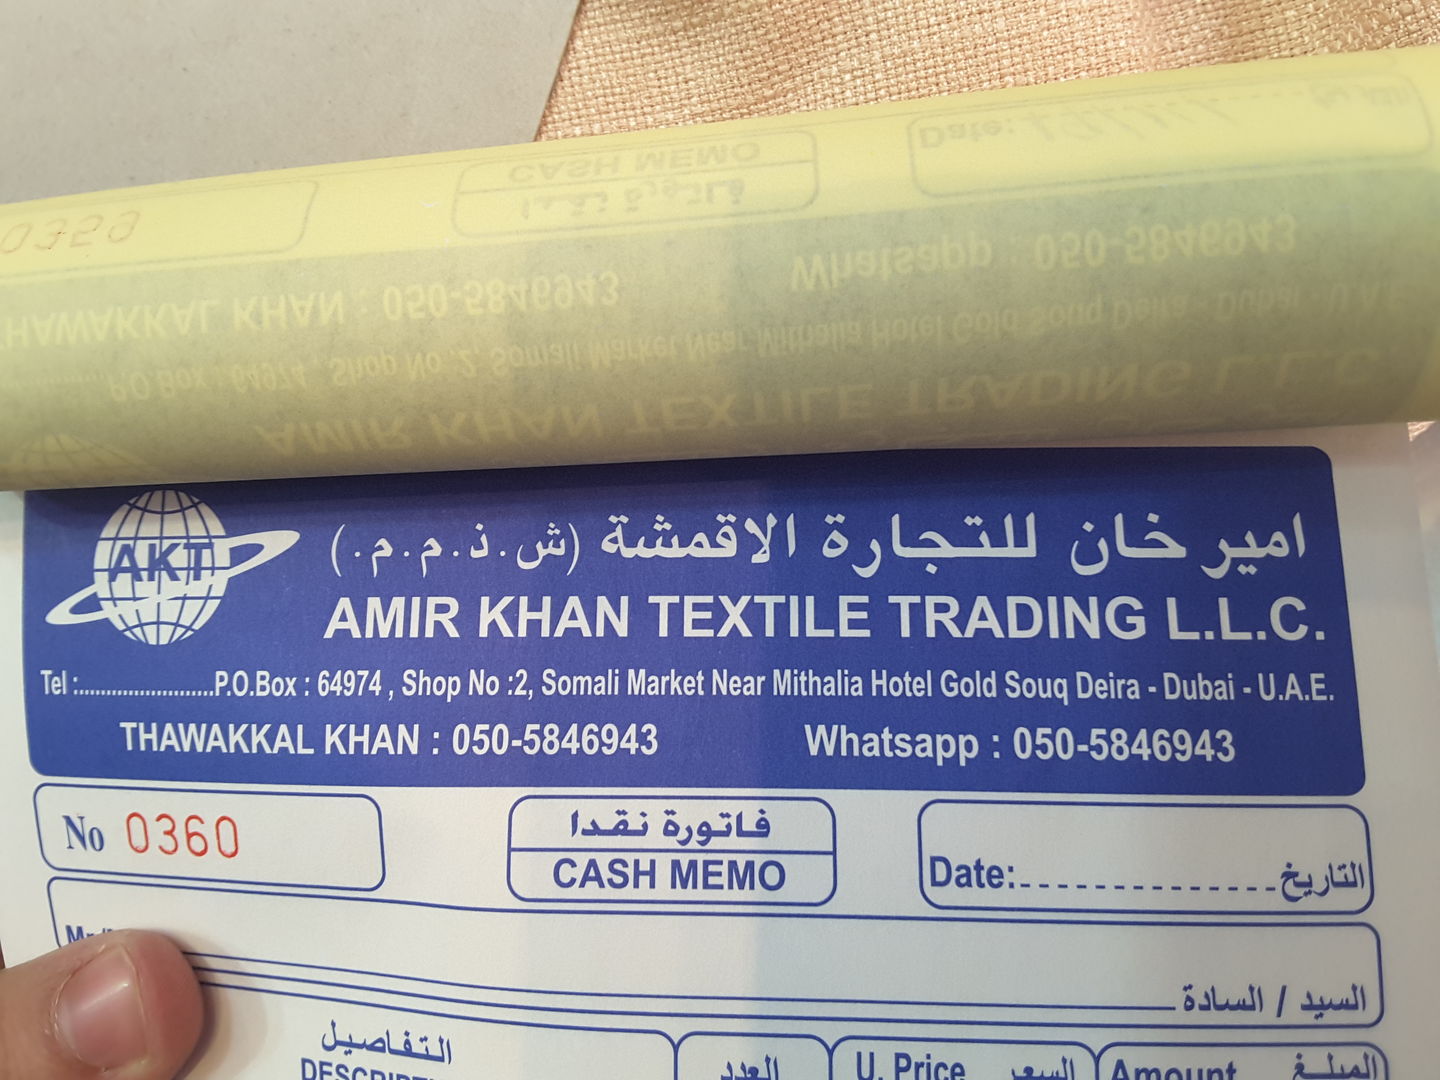 AKT
امير خان للتجارة الاقمشة (ش.ذ.م.م.)
AMIR KHAN TEXTILE TRADING L.L.C.
Tel :........................P.O.Box : 64974 , Shop No :2, Somali Market Near Mithalia Hotel Gold Souq Deira - Dubai - U.A.E.
THAWAKKAL KHAN : 050-5846943 Whatsapp : 050-5846943
No 0360
فاتورة نقدا
CASH MEMO
Date:---------------التاريخ
السيد / السادة
التفاصيل
العدد
U. Price السعر
Amount المبلغ